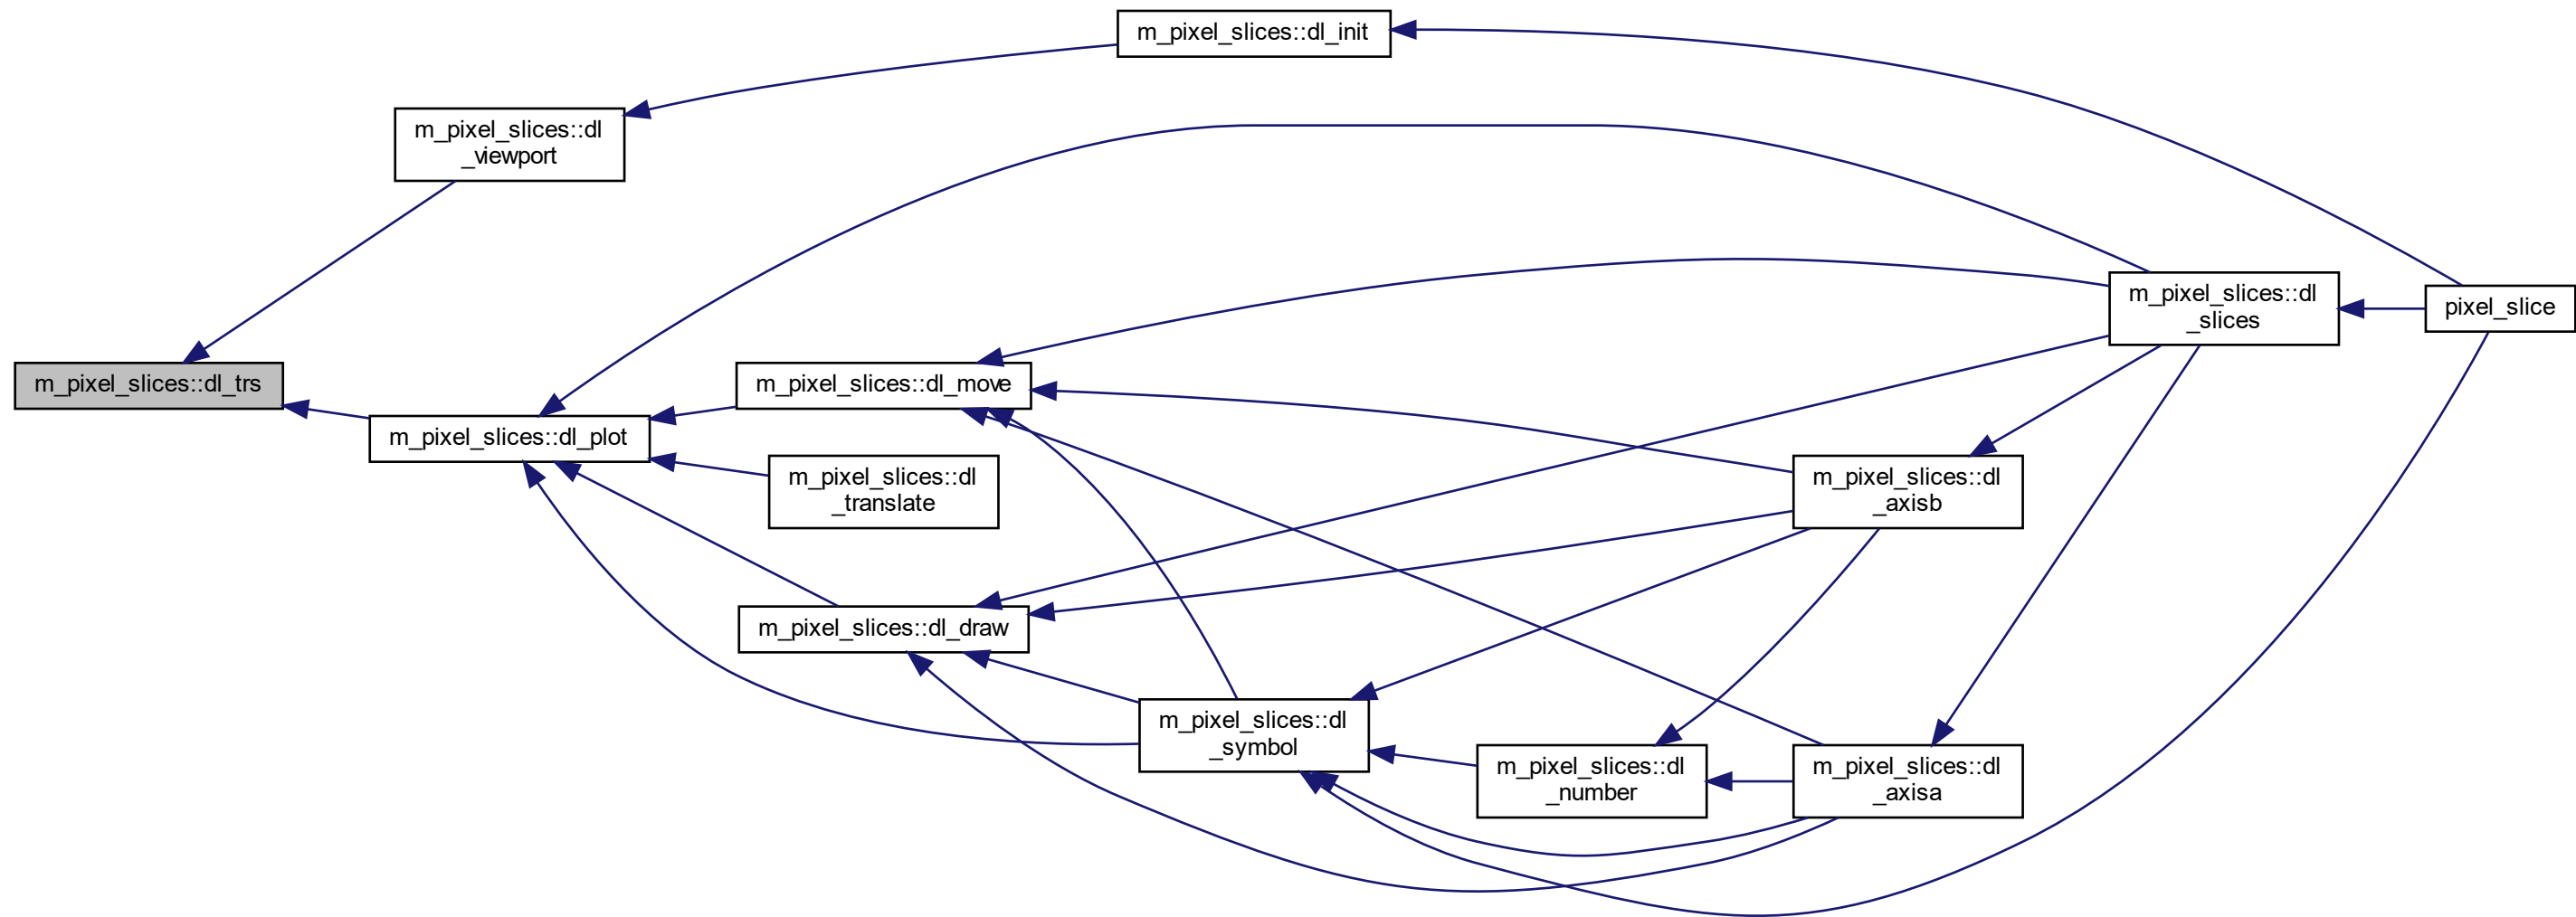 m_pixel_slices::dl_init
m_pixel_slices::dl
_viewport
m_pixel_slices::dl
_slices
pixel_slice
m_pixel_slices::dl_trs
m_pixel_slices::dl_move
m_pixel_slices::dl_plot
m_pixel_slices::dl
_translate
m_pixel_slices::dl
_axisb
m_pixel_slices::dl_draw
m_pixel_slices::dl
_symbol
m_pixel_slices::dl
_number
m_pixel_slices::dl
_axisa